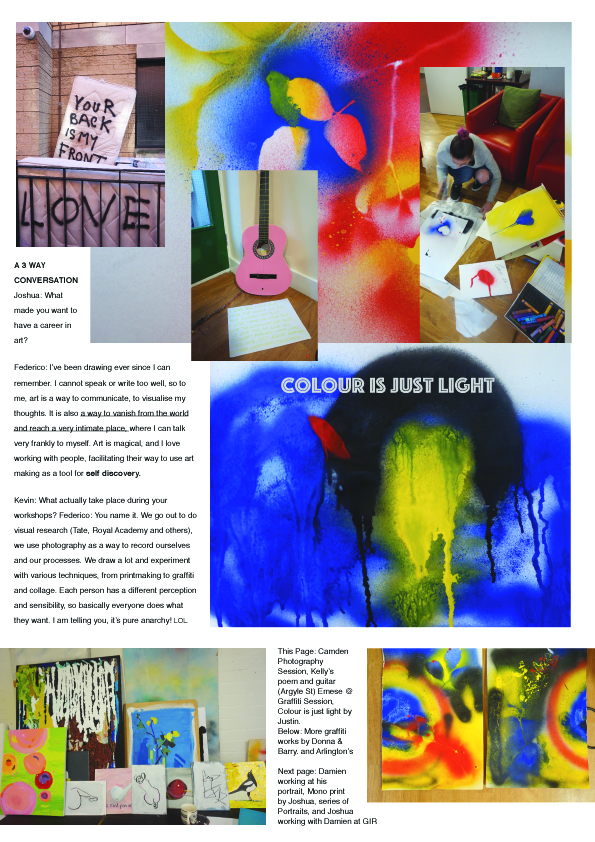 YOUR
BACK
IS MY
FRONT
LOVE
A 3 WAY
CONVERSATION
Joshua: What
made you want to
have a career in
art?
Federico: I've been drawing ever since I can
remember. I cannot speak or write too well, so to
me, art is a way to communicate, to visualise my
thoughts. It is also a way to vanish from the world
and reach a very intimate place, where I can talk
very frankly to myself. Art is magical, and I love
working with people, facilitating their way to use art
making as a tool for self discovery.
Kevin: What actually take place during your
workshops? Federico: You name it. We go out to do
visual research (Tate, Royal Academy and others),
we use photography as a way to record ourselves
and our processes. We draw a lot and experiment
with various techniques, from printmaking to graffiti
and collage. Each person has a different perception
and sensibility, so basically everyone does what
they want. I am telling you, it's pure anarchy! LOL
COLOUR IS JUST LIGHT
This Page: Camden
Photography
Session, Kelly's
poem and guitar
(Argyle St) Emese @
Graffiti Session,
Colour is just light by
Justin.
Below: More graffiti
works by Donna &
Barry. and Arlington's
Next page: Damien
working at his
portrait, Mono print
by Joshua, series of
Portraits, and Joshua
working with Damien at GIR